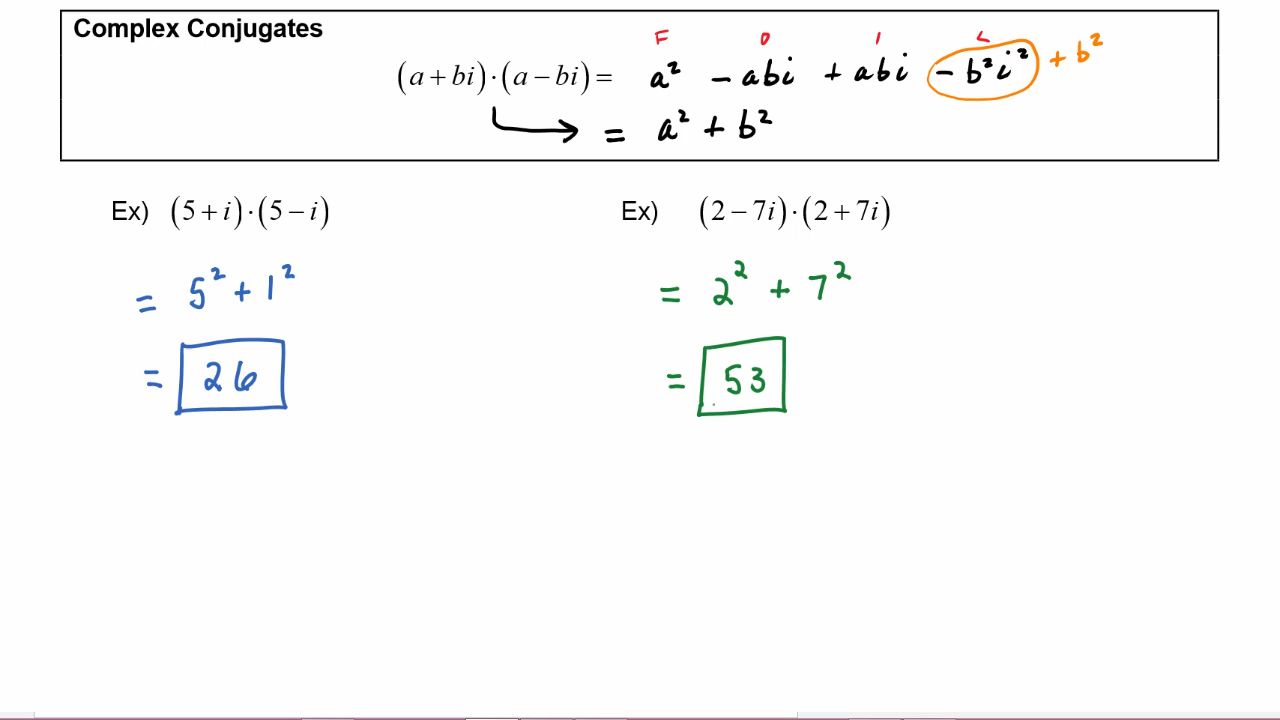 Complex Conjugates
F O I L
(a + bi) · (a − bi) = a² − abi + abi − b²i² + b²
= a² + b²
Ex) (5 + i) · (5 − i)
= 5² + 1²
= 26
Ex) (2 − 7i) · (2 + 7i)
= 2² + 7²
= 53